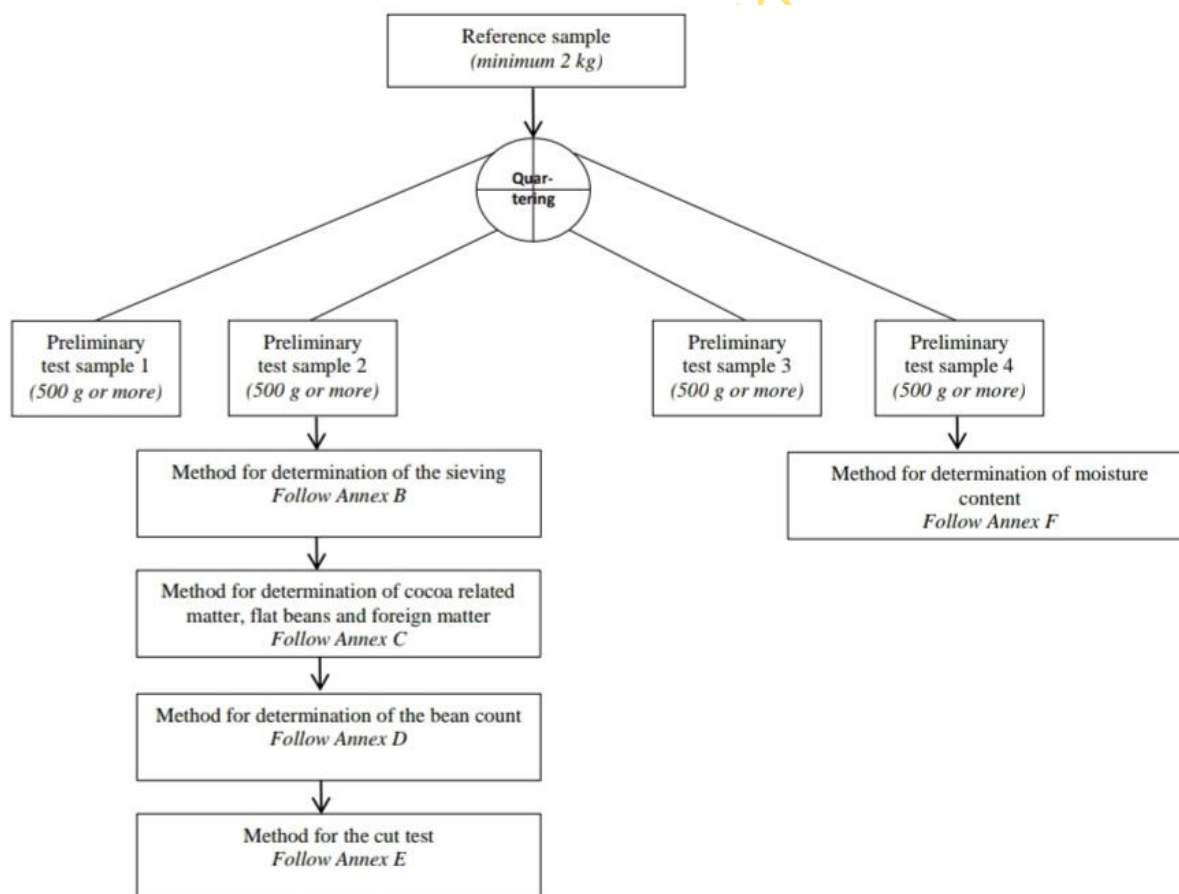 Reference sample
(minimum 2 kg)
Quar-
tering
Preliminary
test sample 1
(500 g or more)
Preliminary
test sample 2
(500 g or more)
Preliminary
test sample 3
(500 g or more)
Preliminary
test sample 4
(500 g or more)
Method for determination of the sieving
Follow Annex B
Method for determination of moisture
content
Follow Annex F
Method for determination of cocoa related
matter, flat beans and foreign matter
Follow Annex C
Method for determination of the bean count
Follow Annex D
Method for the cut test
Follow Annex E